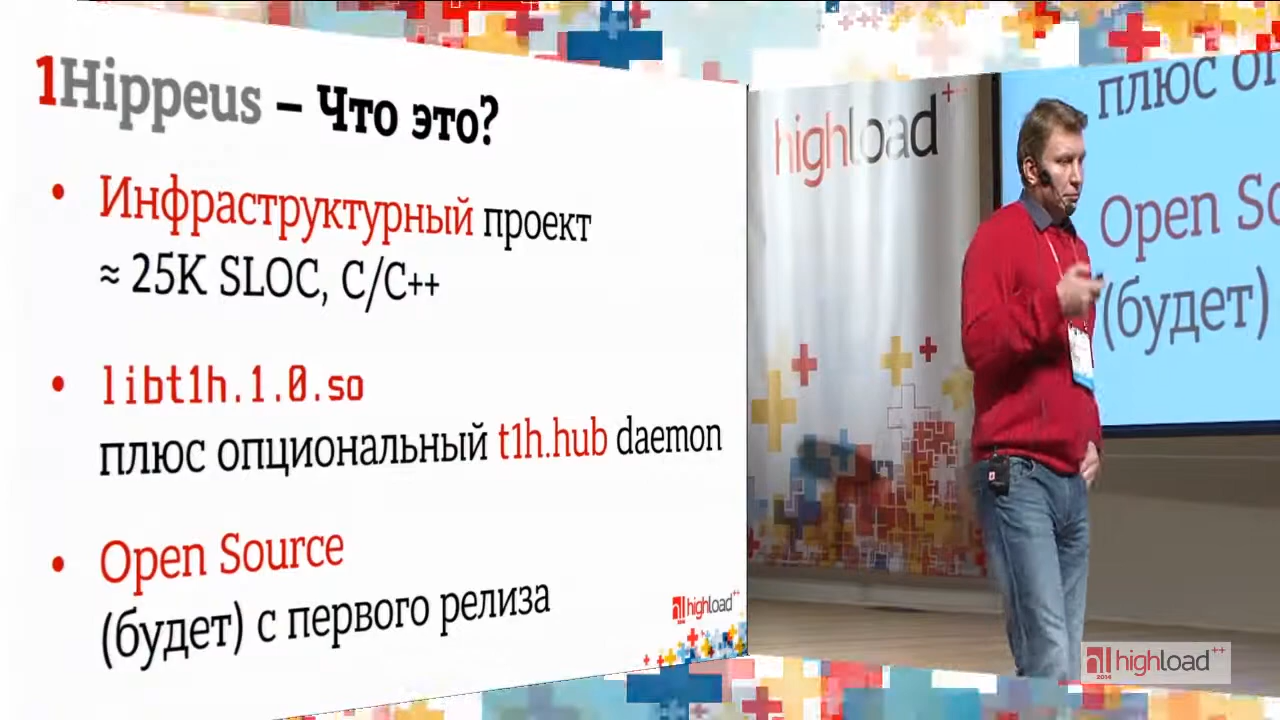 1Hippeus – Что это?
• Инфраструктурный проект
≈ 25K SLOC, C/C++
• libt1h.1.0.so
плюс опциональный t1h.hub daemon
• Open Source
(будет) с первого релиза
highload++
highload++
плюс оп
Open So
(будет)
highload++
2014